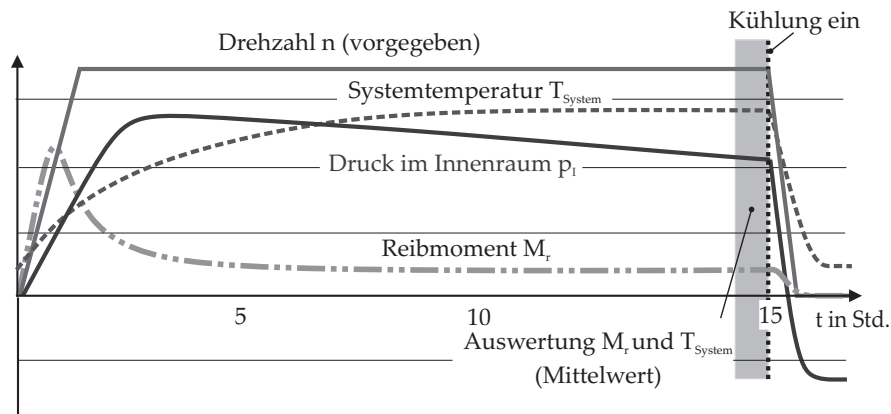 Kühlung ein
Drehzahl n (vorgegeben)
Systemtemperatur T_System
Druck im Innenraum p_I
Reibmoment M_r
5
10
15
t in Std.
Auswertung M_r und T_System
(Mittelwert)